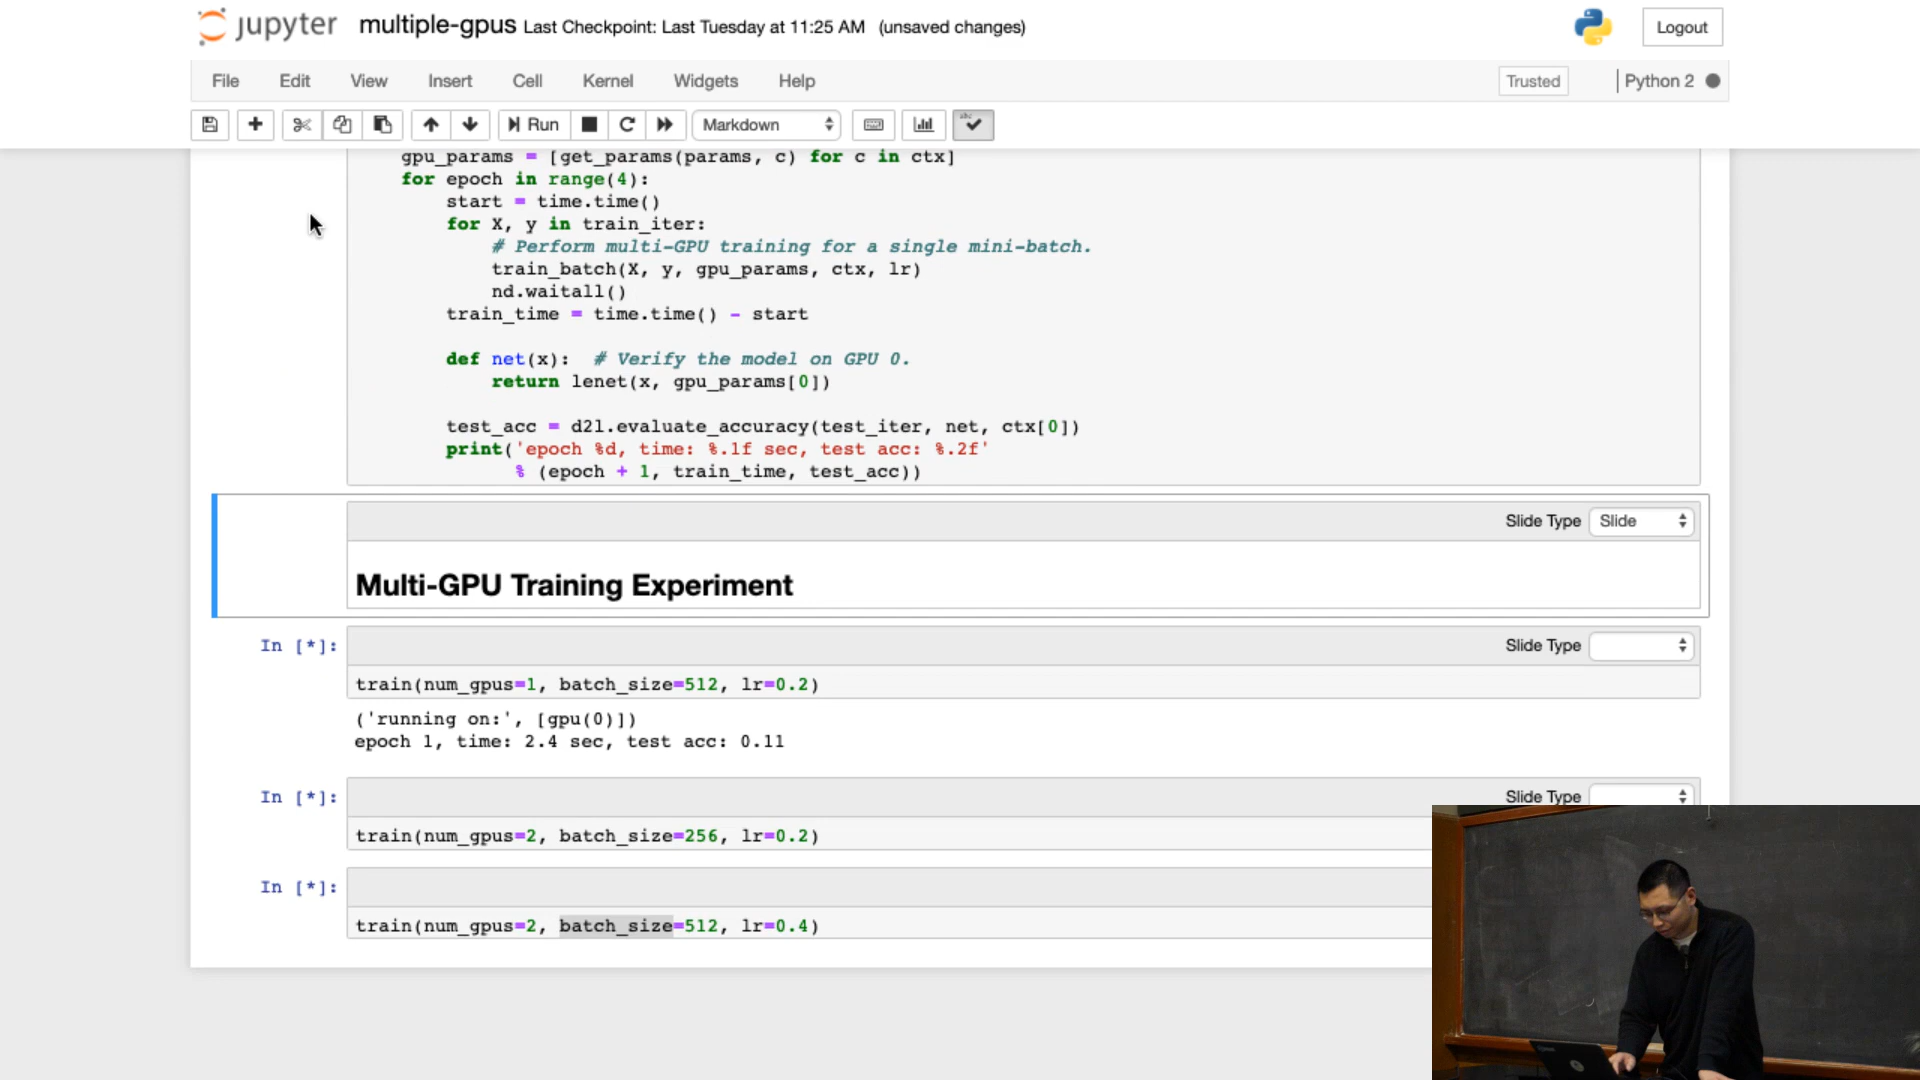 jupyter multiple-gpus Last Checkpoint: Last Tuesday at 11:25 AM (unsaved changes) Logout
File Edit View Insert Cell Kernel Widgets Help Trusted Python 2
Run Markdown
gpu_params = [get_params(params, c) for c in ctx]
for epoch in range(4):
start = time.time()
for X, y in train_iter:
# Perform multi-GPU training for a single mini-batch.
train_batch(X, y, gpu_params, ctx, lr)
nd.waitall()
train_time = time.time() - start
def net(x):  # Verify the model on GPU 0.
return lenet(x, gpu_params[0])
test_acc = d2l.evaluate_accuracy(test_iter, net, ctx[0])
print('epoch %d, time: %.1f sec, test acc: %.2f'
% (epoch + 1, train_time, test_acc))
Slide Type Slide
Multi-GPU Training Experiment
In [*]: Slide Type
train(num_gpus=1, batch_size=512, lr=0.2)
('running on:', [gpu(0)])
epoch 1, time: 2.4 sec, test acc: 0.11
In [*]: Slide Type
train(num_gpus=2, batch_size=256, lr=0.2)
In [*]:
train(num_gpus=2, batch_size=512, lr=0.4)